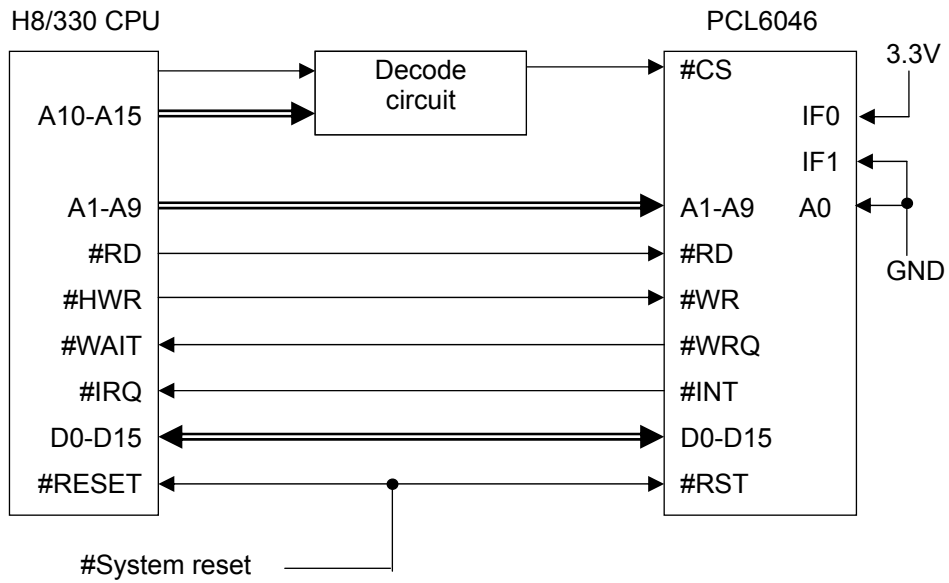 H8/330 CPU
PCL6046
3.3V
Decode
circuit
#CS
A10-A15
IF0
IF1
A1-A9
A1-A9
A0
#RD
#RD
GND
#HWR
#WR
#WAIT
#WRQ
#IRQ
#INT
D0-D15
D0-D15
#RESET
#RST
#System reset